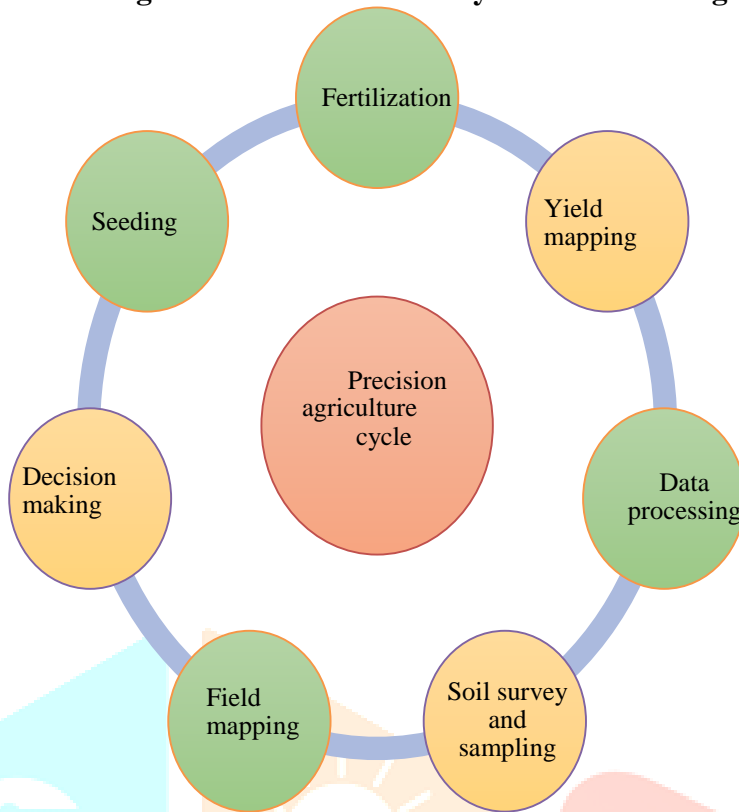 Fertilization
Yield
mapping
Data
processing
Soil survey
and
sampling
Field
mapping
Decision
making
Seeding
Precision
agriculture
cycle